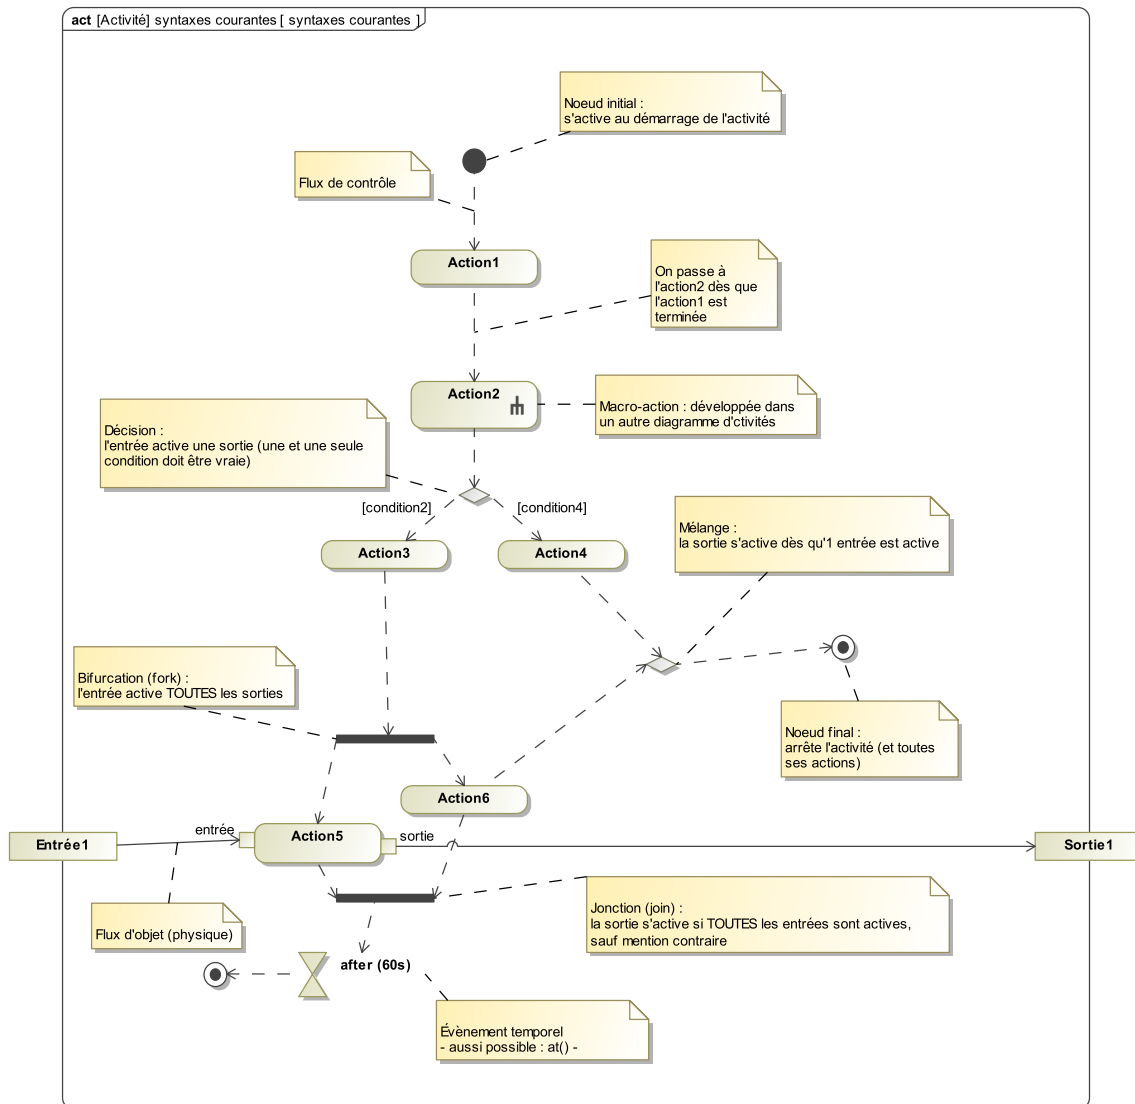 act [Activité] syntaxes courantes [ syntaxes courantes ]
Noeud initial :
s'active au démarrage de l'activité
Flux de contrôle
Action1
On passe à
l'action2 dès que
l'action1 est
terminée
Action2
Macro-action : développée dans
un autre diagramme d'ctivités
Décision :
l'entrée active une sortie (une et une seule
condition doit être vraie)
[condition2]
[condition4]
Mélange :
la sortie s'active dès qu'1 entrée est active
Action3
Action4
Bifurcation (fork) :
l'entrée active TOUTES les sorties
Noeud final :
arrête l'activité (et toutes
ses actions)
Action6
Entrée1
entrée
Action5
sortie
Sortie1
Flux d'objet (physique)
Jonction (join) :
la sortie s'active si TOUTES les entrées sont actives,
sauf mention contraire
after (60s)
Évènement temporel
- aussi possible : at() -